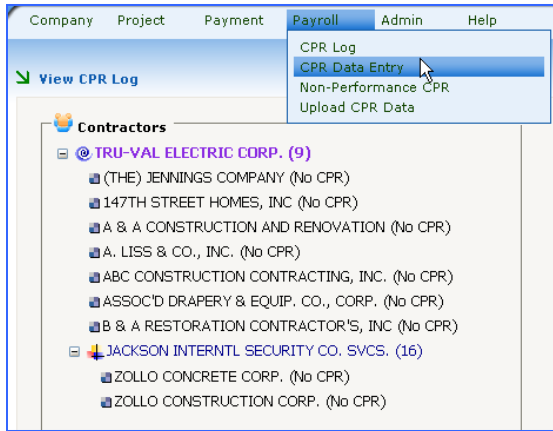 Company Project Payment Payroll Admin Help
CPR Log
CPR Data Entry
Non-Performance CPR
Upload CPR Data
View CPR Log
Contractors
TRU-VAL ELECTRIC CORP. (9)
(THE) JENNINGS COMPANY (No CPR)
147TH STREET HOMES, INC (No CPR)
A & A CONSTRUCTION AND RENOVATION (No CPR)
A. LISS & CO., INC. (No CPR)
ABC CONSTRUCTION CONTRACTING, INC. (No CPR)
ASSOC'D DRAPERY & EQUIP. CO., CORP. (No CPR)
B & A RESTORATION CONTRACTOR'S, INC (No CPR)
JACKSON INTERNTL SECURITY CO. SVCS. (16)
ZOLLO CONCRETE CORP. (No CPR)
ZOLLO CONSTRUCTION CORP. (No CPR)